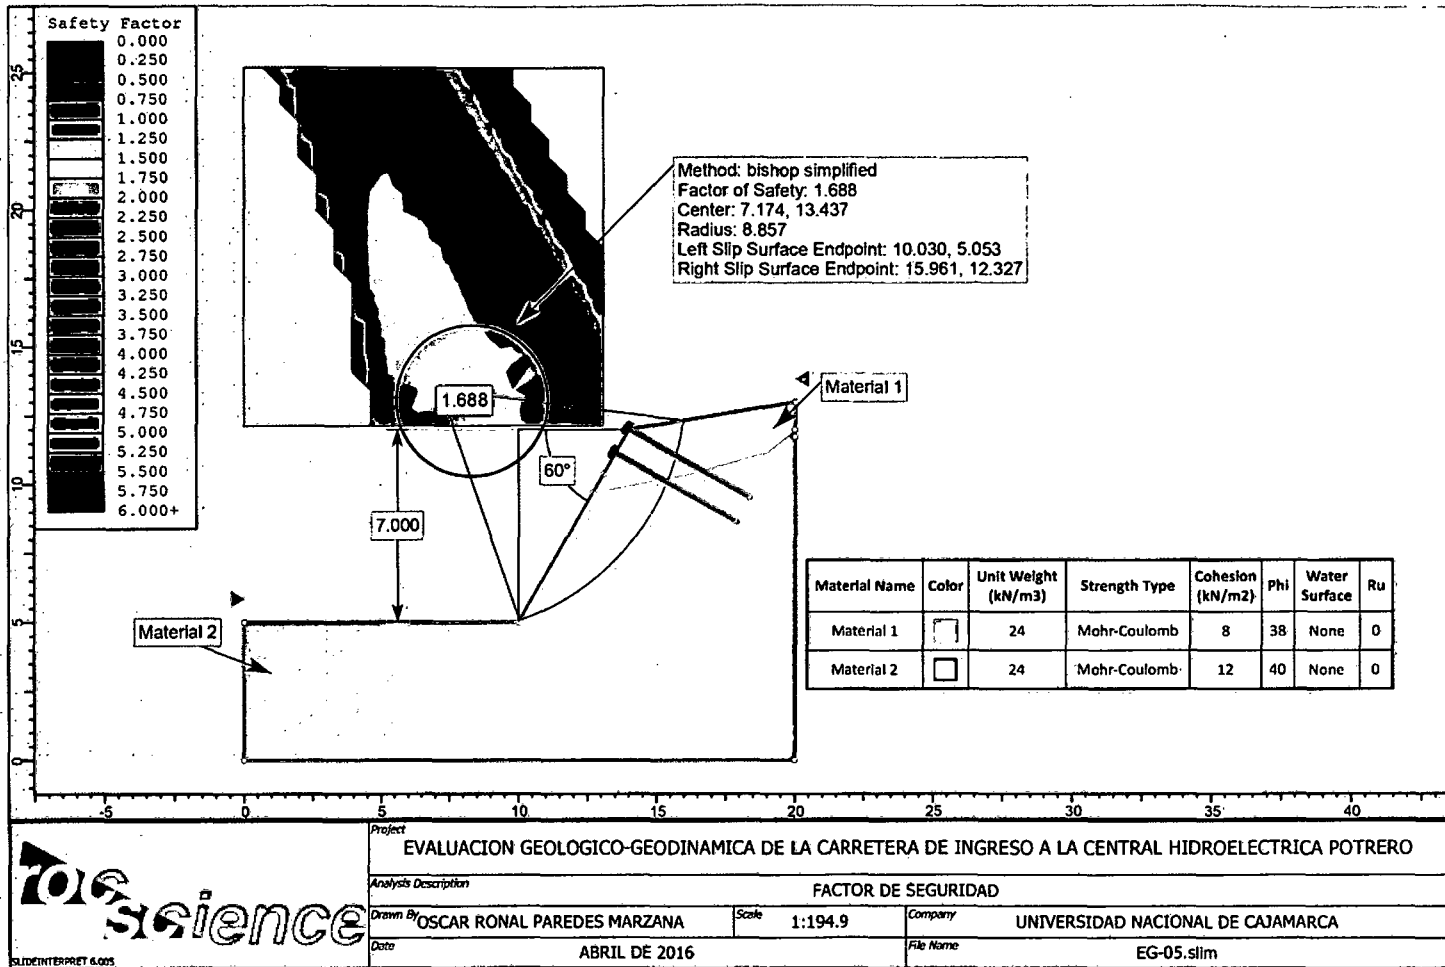 Safety Factor
0.000
0.250
0.500
0.750
1.000
1.250
1.500
1.750
2.000
2.250
2.500
2.750
3.000
3.250
3.500
3.750
4.000
4.250
4.500
4.750
5.000
5.250
5.500
5.750
6.000+
Method: bishop simplified
Factor of Safety: 1.688
Center: 7.174, 13.437
Radius: 8.857
Left Slip Surface Endpoint: 10.030, 5.053
Right Slip Surface Endpoint: 15.961, 12.327
1.688
Material 1
60°
7.000
Material 2
Material Name Color Unit Weight (kN/m3) Strength Type Cohesion (kN/m2) Phi Water Surface Ru
Material 1 24 Mohr-Coulomb 8 38 None 0
Material 2 24 Mohr-Coulomb 12 40 None 0
25
20
15
10
5
0
-5 0 5 10 15 20 25 30 35 40
rocscience
SLIDEINTERPRET 6.005
Project
EVALUACION GEOLOGICO-GEODINAMICA DE LA CARRETERA DE INGRESO A LA CENTRAL HIDROELECTRICA POTRERO
Analysis Description
FACTOR DE SEGURIDAD
Drawn By OSCAR RONAL PAREDES MARZANA
Scale 1:194.9
Company UNIVERSIDAD NACIONAL DE CAJAMARCA
Date ABRIL DE 2016
File Name EG-05.slim